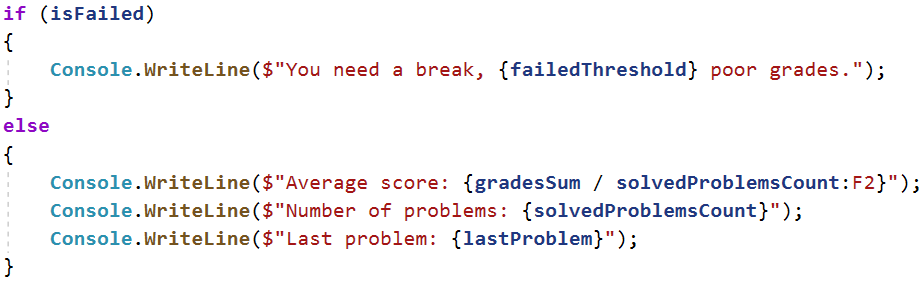 if (isFailed)
{
    Console.WriteLine($"You need a break, {failedThreshold} poor grades.");
}
else
{
    Console.WriteLine($"Average score: {gradesSum / solvedProblemsCount:F2}");
    Console.WriteLine($"Number of problems: {solvedProblemsCount}");
    Console.WriteLine($"Last problem: {lastProblem}");
}